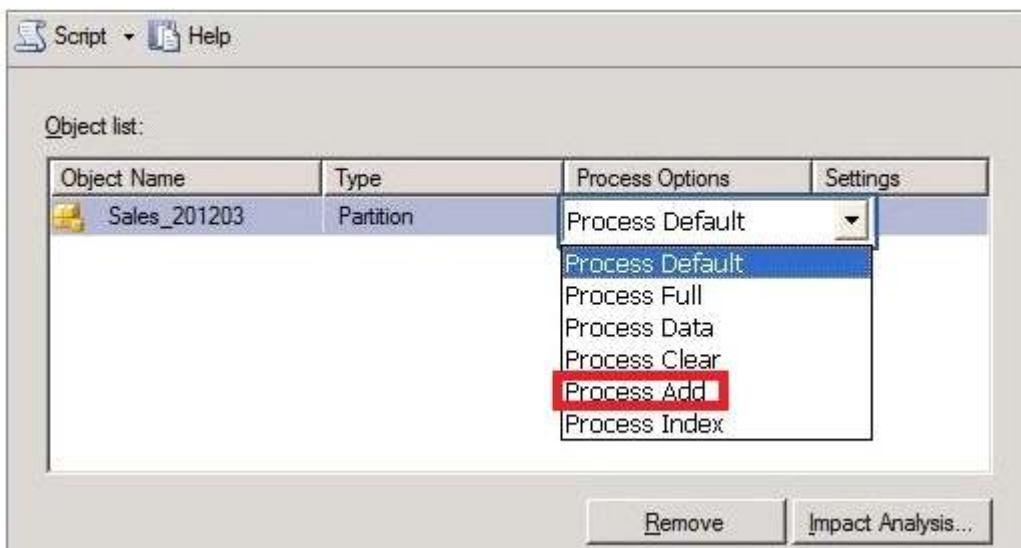 Script Help
Object list:
Object Name Type Process Options Settings
Sales_201203 Partition Process Default
Process Default
Process Full
Process Data
Process Clear
Process Add
Process Index
Remove Impact Analysis...